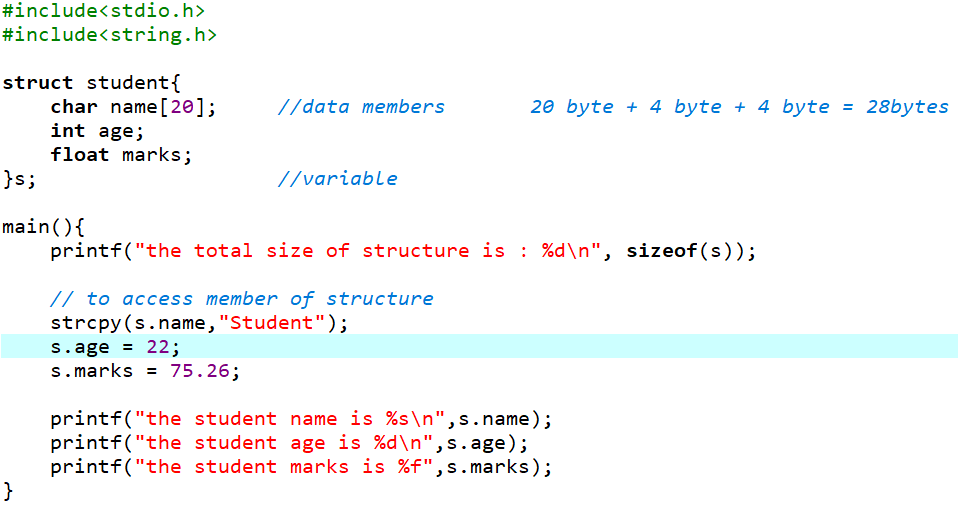 #include<stdio.h>
#include<string.h>
struct student{
    char name[20];     //data members       20 byte + 4 byte + 4 byte = 28bytes
    int age;
    float marks;
}s;                    //variable
main(){
    printf("the total size of structure is : %d\n", sizeof(s));
    // to access member of structure
    strcpy(s.name,"Student");
    s.age = 22;
    s.marks = 75.26;
    printf("the student name is %s\n",s.name);
    printf("the student age is %d\n",s.age);
    printf("the student marks is %f",s.marks);
}